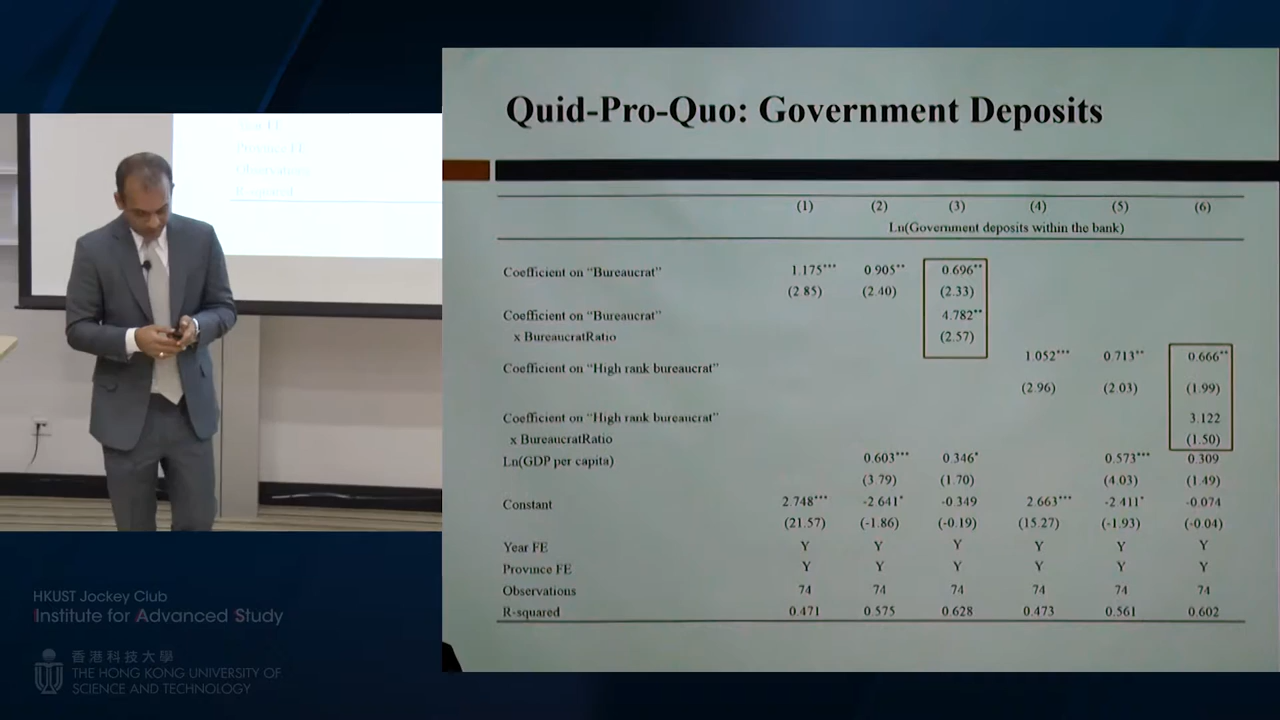 Quid-Pro-Quo: Government Deposits
(1) (2) (3) (4) (5) (6)
Ln(Government deposits within the bank)
Coefficient on “Bureaucrat” 1.175*** 0.905** 0.696**
(2.85) (2.40) (2.33)
Coefficient on “Bureaucrat” 4.782**
x BureaucratRatio (2.57)
Coefficient on “High rank bureaucrat” 1.052*** 0.713** 0.666**
(2.96) (2.03) (1.99)
Coefficient on “High rank bureaucrat” 3.122
x BureaucratRatio (1.50)
Ln(GDP per capita) 0.603*** 0.346* 0.573*** 0.309
(3.79) (1.70) (4.03) (1.49)
Constant 2.748*** -2.641* -0.349 2.663*** -2.411* -0.074
(21.57) (-1.86) (-0.19) (15.27) (-1.93) (-0.04)
Year FE Y Y Y Y Y Y
Province FE Y Y Y Y Y Y
Observations 74 74 74 74 74 74
R-squared 0.471 0.575 0.628 0.473 0.561 0.602
Province FE
Observations
R-squared
HKUST Jockey Club
Institute for Advanced Study
香港科技大學
THE HONG KONG UNIVERSITY OF
SCIENCE AND TECHNOLOGY